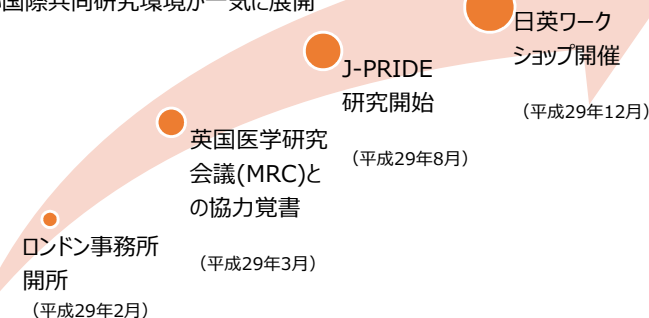 国際共同研究環境が一気に展開
日英ワーク
ショップ開催
（平成29年12月）
J-PRIDE
研究開始
（平成29年8月）
英国医学研究
会議(MRC)と
の協力覚書
（平成29年3月）
ロンドン事務所
開所
（平成29年2月）